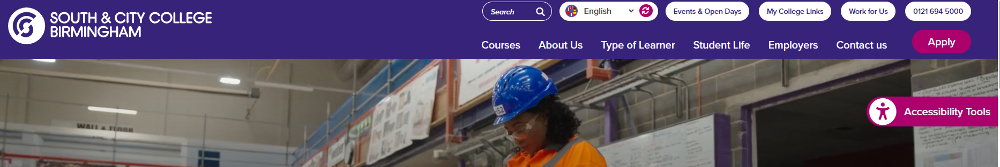 SOUTH & CITY COLLEGE
BIRMINGHAM
Search
English
Events & Open Days
My College Links
Work for Us
0121 694 5000
Courses
About Us
Type of Learner
Student Life
Employers
Contact us
Apply
WALL & FLOOR
Accessibility Tools